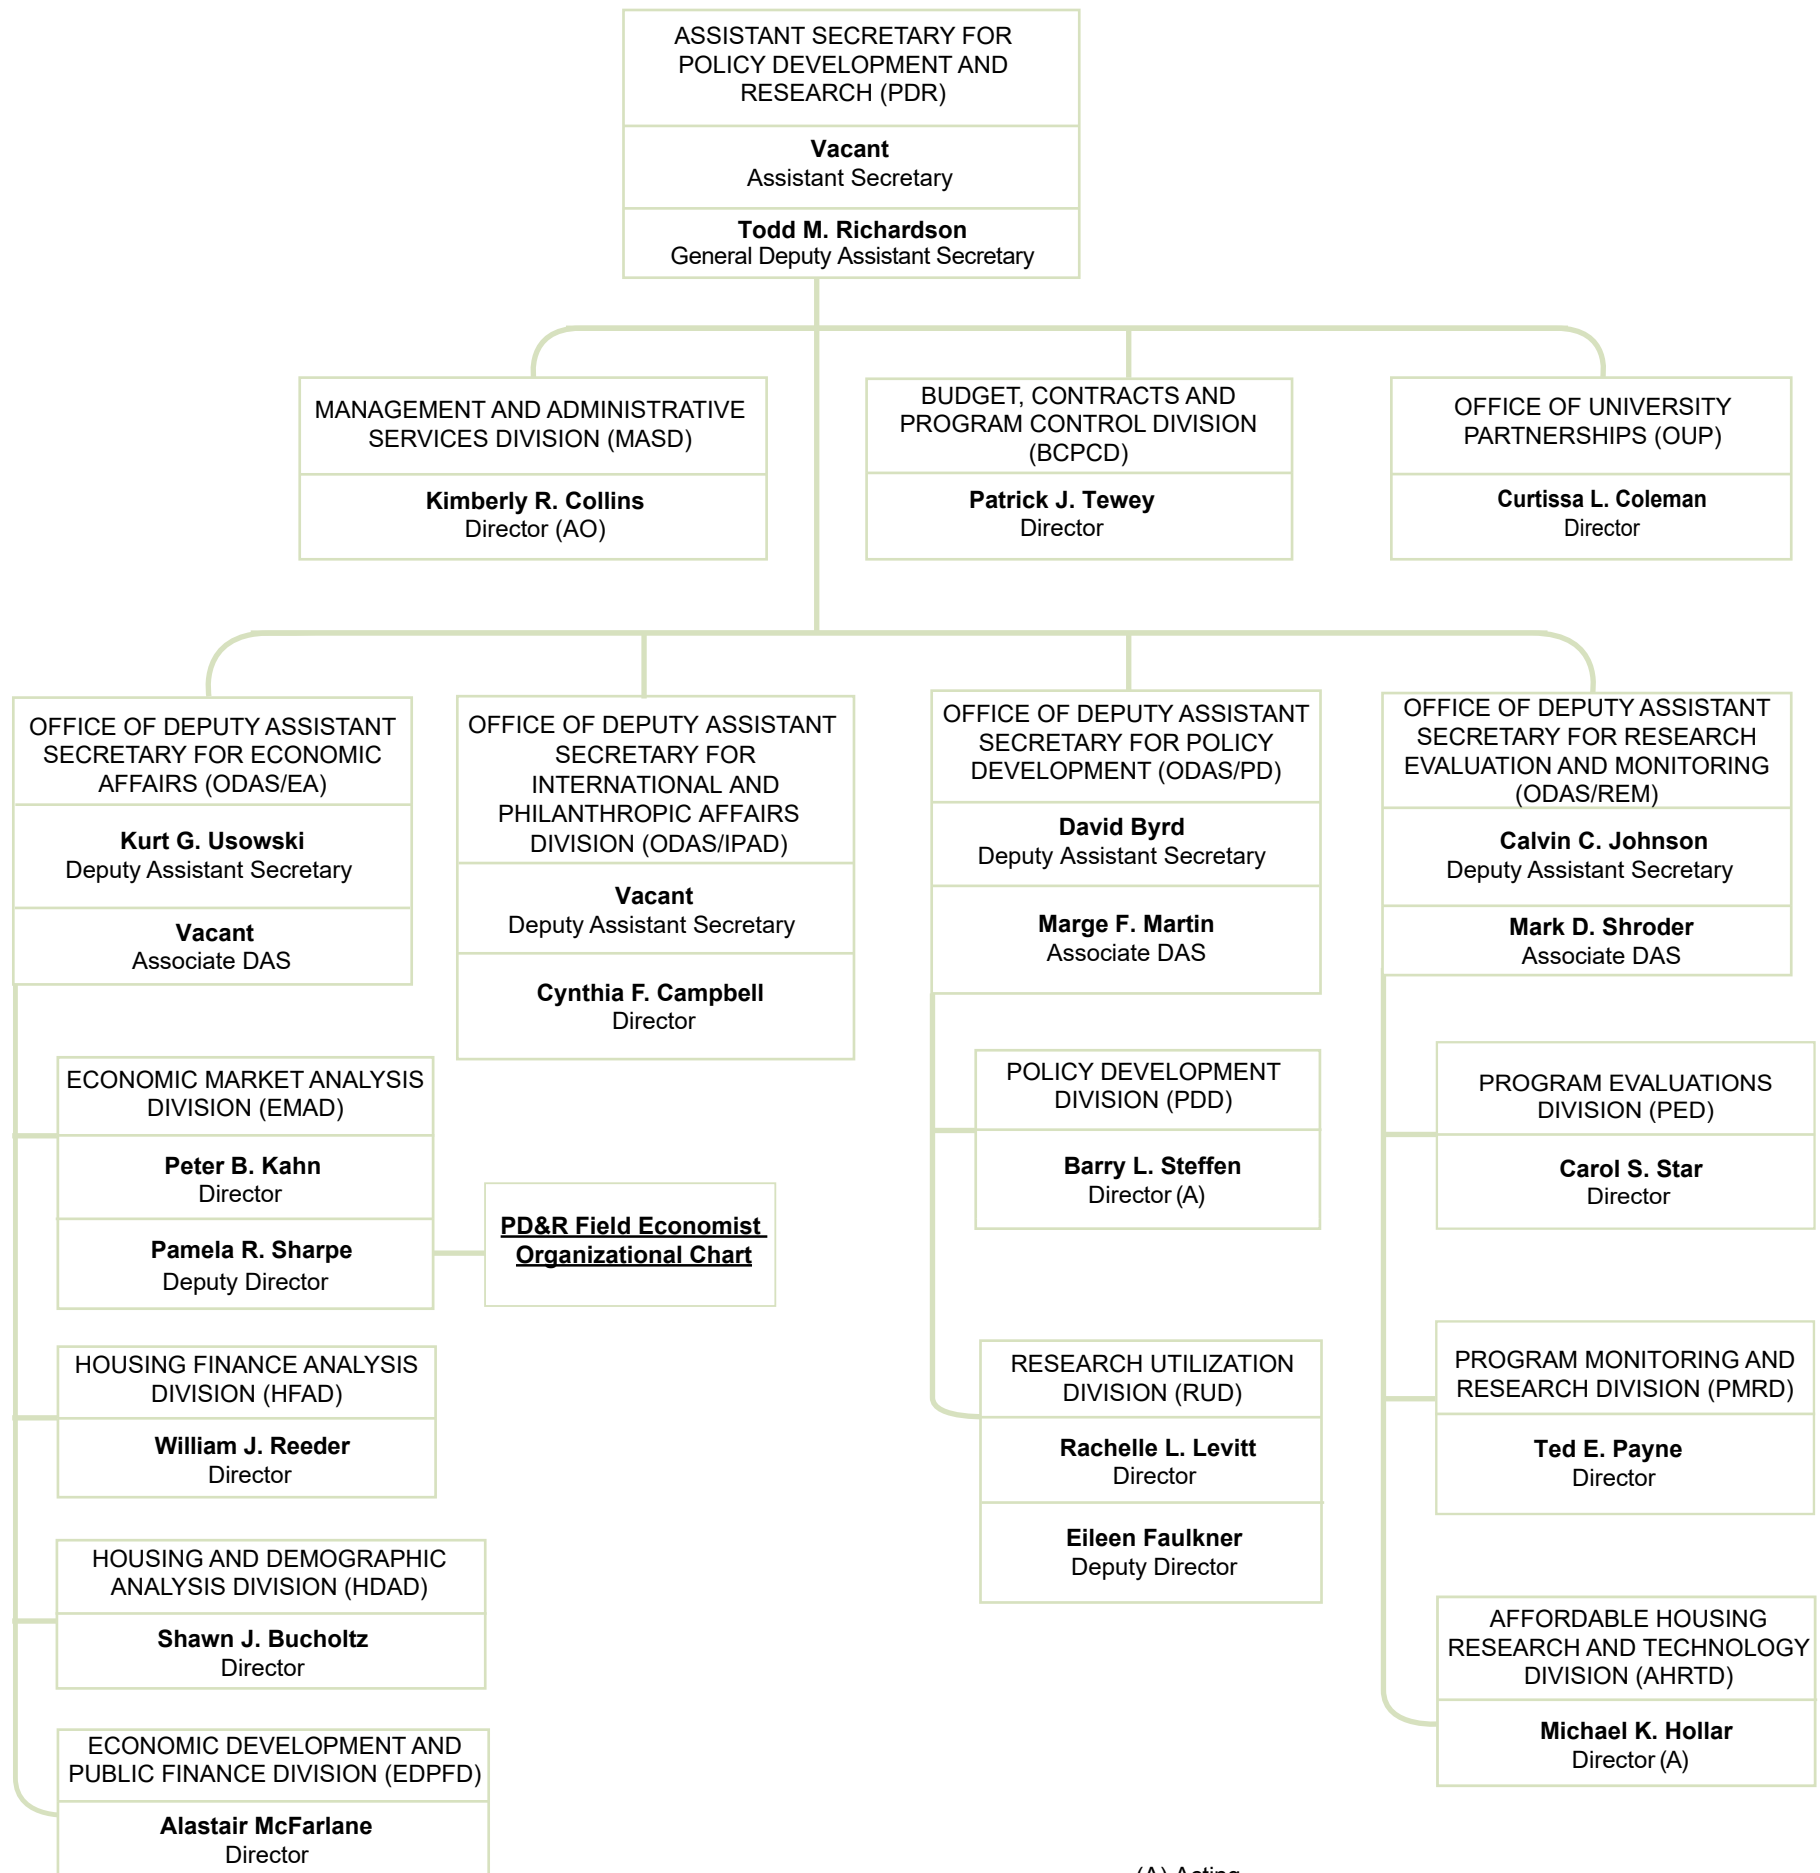 ASSISTANT SECRETARY FOR
POLICY DEVELOPMENT AND
RESEARCH (PDR)
Vacant
Assistant Secretary
Todd M. Richardson
General Deputy Assistant Secretary
MANAGEMENT AND ADMINISTRATIVE
SERVICES DIVISION (MASD)
Kimberly R. Collins
Director (AO)
BUDGET, CONTRACTS AND
PROGRAM CONTROL DIVISION
(BCPCD)
Patrick J. Tewey
Director
OFFICE OF UNIVERSITY
PARTNERSHIPS (OUP)
Curtissa L. Coleman
Director
OFFICE OF DEPUTY ASSISTANT
SECRETARY FOR ECONOMIC
AFFAIRS (ODAS/EA)
Kurt G. Usowski
Deputy Assistant Secretary
Vacant
Associate DAS
ECONOMIC MARKET ANALYSIS
DIVISION (EMAD)
Peter B. Kahn
Director
Pamela R. Sharpe
Deputy Director
PD&R Field Economist
Organizational Chart
HOUSING FINANCE ANALYSIS
DIVISION (HFAD)
William J. Reeder
Director
HOUSING AND DEMOGRAPHIC
ANALYSIS DIVISION (HDAD)
Shawn J. Bucholtz
Director
ECONOMIC DEVELOPMENT AND
PUBLIC FINANCE DIVISION (EDPFD)
Alastair McFarlane
Director
OFFICE OF DEPUTY ASSISTANT
SECRETARY FOR
INTERNATIONAL AND
PHILANTHROPIC AFFAIRS
DIVISION (ODAS/IPAD)
Vacant
Deputy Assistant Secretary
Cynthia F. Campbell
Director
OFFICE OF DEPUTY ASSISTANT
SECRETARY FOR POLICY
DEVELOPMENT (ODAS/PD)
David Byrd
Deputy Assistant Secretary
Marge F. Martin
Associate DAS
POLICY DEVELOPMENT
DIVISION (PDD)
Barry L. Steffen
Director (A)
RESEARCH UTILIZATION
DIVISION (RUD)
Rachelle L. Levitt
Director
Eileen Faulkner
Deputy Director
OFFICE OF DEPUTY ASSISTANT
SECRETARY FOR RESEARCH
EVALUATION AND MONITORING
(ODAS/REM)
Calvin C. Johnson
Deputy Assistant Secretary
Mark D. Shroder
Associate DAS
PROGRAM EVALUATIONS
DIVISION (PED)
Carol S. Star
Director
PROGRAM MONITORING AND
RESEARCH DIVISION (PMRD)
Ted E. Payne
Director
AFFORDABLE HOUSING
RESEARCH AND TECHNOLOGY
DIVISION (AHRTD)
Michael K. Hollar
Director (A)
(A) Acting